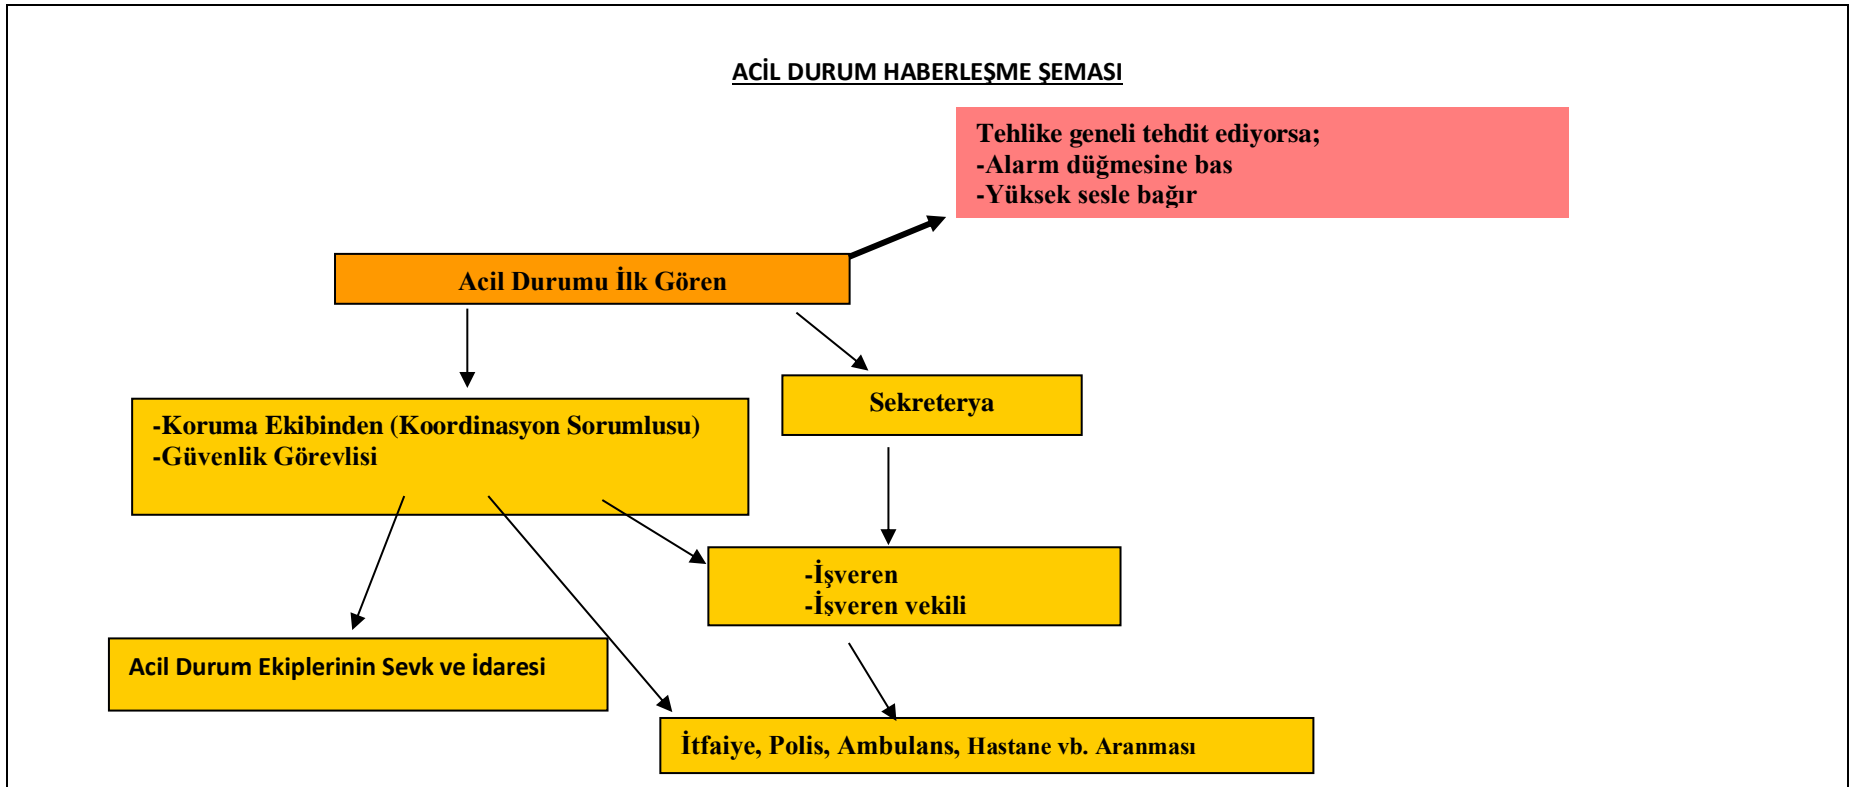 ACİL DURUM HABERLEŞME ŞEMASI
Tehlike geneli tehdit ediyorsa;
-Alarm düğmesine bas
-Yüksek sesle bağır
Acil Durumu İlk Gören
Sekreterya
-Koruma Ekibinden (Koordinasyon Sorumlusu)
-Güvenlik Görevlisi
-İşveren
-İşveren vekili
Acil Durum Ekiplerinin Sevk ve İdaresi
İtfaiye, Polis, Ambulans, Hastane vb. Aranması